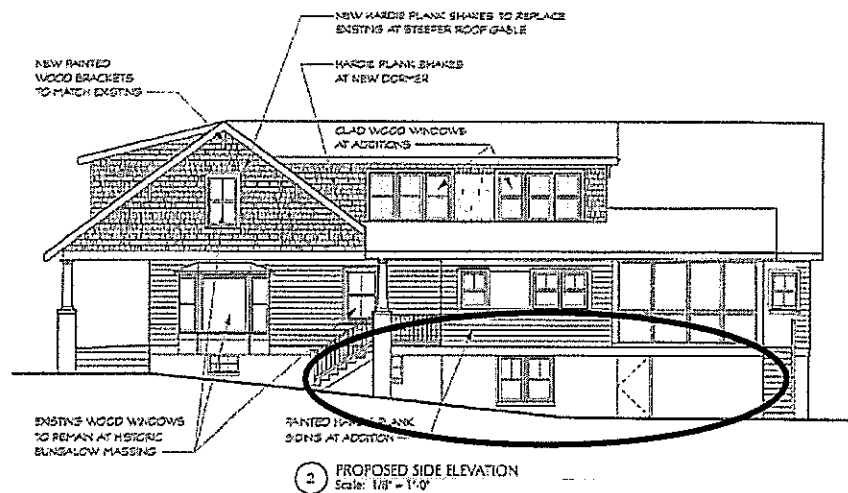 NEW HARDIE PLANK SHAKES TO REPLACE
EXISTING AT STEEPER ROOF GABLE
NEW PAINTED
WOOD BRACKETS
TO MATCH EXISTING
HARDIE PLANK SHAKES
AT NEW DORMER
CLAD WOOD WINDOWS
AT ADDITIONS
EXISTING WOOD WINDOWS
TO REMAIN AT HISTORIC
BUNGALOW MASSING
PAINTED HARDIE PLANK
SIDING AT ADDITION
2 PROPOSED SIDE ELEVATION
Scale: 1/8" = 1'-0"